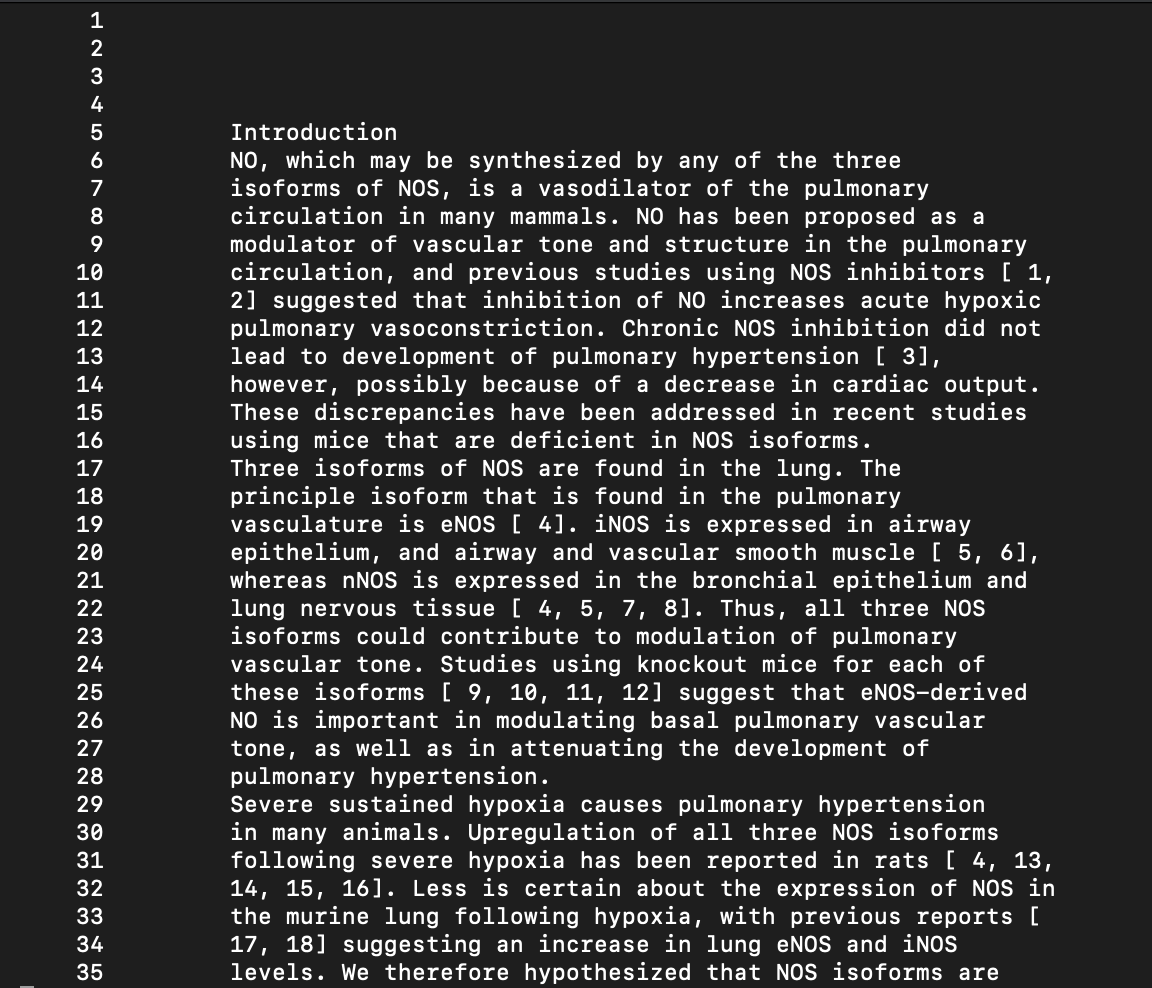 1
2
3
4
5 Introduction
6 NO, which may be synthesized by any of the three
7 isoforms of NOS, is a vasodilator of the pulmonary
8 circulation in many mammals. NO has been proposed as a
9 modulator of vascular tone and structure in the pulmonary
10 circulation, and previous studies using NOS inhibitors [ 1,
11 2] suggested that inhibition of NO increases acute hypoxic
12 pulmonary vasoconstriction. Chronic NOS inhibition did not
13 lead to development of pulmonary hypertension [ 3],
14 however, possibly because of a decrease in cardiac output.
15 These discrepancies have been addressed in recent studies
16 using mice that are deficient in NOS isoforms.
17 Three isoforms of NOS are found in the lung. The
18 principle isoform that is found in the pulmonary
19 vasculature is eNOS [ 4]. iNOS is expressed in airway
20 epithelium, and airway and vascular smooth muscle [ 5, 6],
21 whereas nNOS is expressed in the bronchial epithelium and
22 lung nervous tissue [ 4, 5, 7, 8]. Thus, all three NOS
23 isoforms could contribute to modulation of pulmonary
24 vascular tone. Studies using knockout mice for each of
25 these isoforms [ 9, 10, 11, 12] suggest that eNOS-derived
26 NO is important in modulating basal pulmonary vascular
27 tone, as well as in attenuating the development of
28 pulmonary hypertension.
29 Severe sustained hypoxia causes pulmonary hypertension
30 in many animals. Upregulation of all three NOS isoforms
31 following severe hypoxia has been reported in rats [ 4, 13,
32 14, 15, 16]. Less is certain about the expression of NOS in
33 the murine lung following hypoxia, with previous reports [
34 17, 18] suggesting an increase in lung eNOS and iNOS
35 levels. We therefore hypothesized that NOS isoforms are